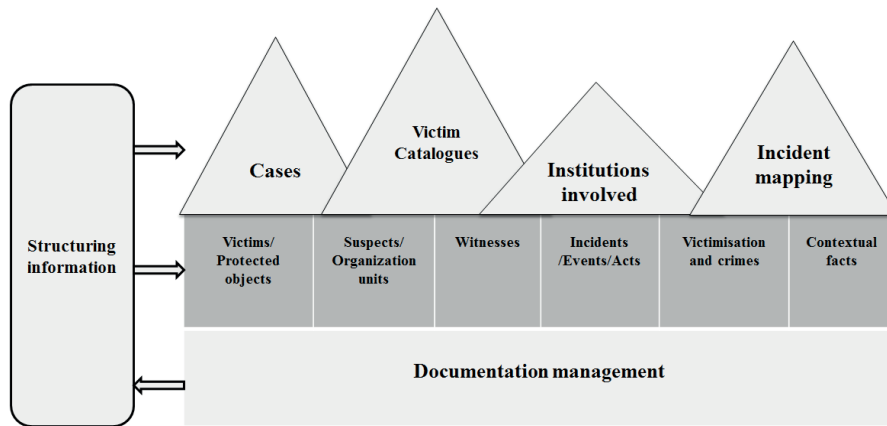 Structuring
information
Cases
Victim
Catalogues
Institutions
involved
Incident
mapping
Victims/
Protected
objects
Suspects/
Organization
units
Witnesses
Incidents
/Events/Acts
Victimisation
and crimes
Contextual
facts
Documentation management